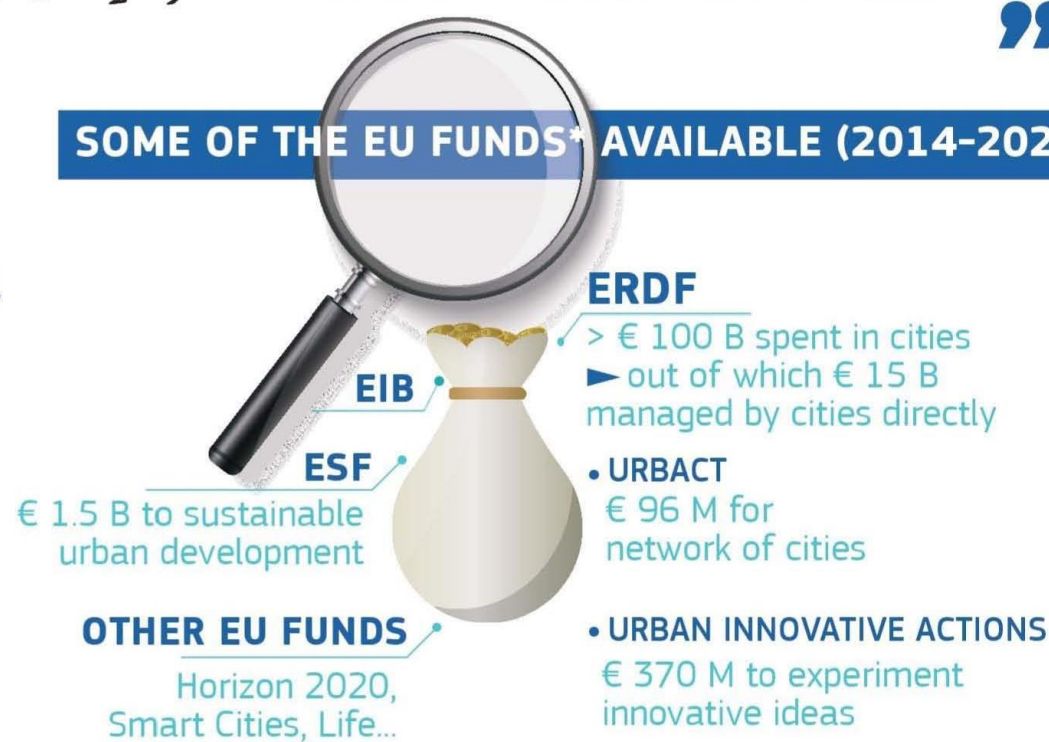 SOME OF THE EU FUNDS* AVAILABLE (2014-202
ERDF
> € 100 B spent in cities
► out of which € 15 B
managed by cities directly
• URBACT
€ 96 M for
network of cities
• URBAN INNOVATIVE ACTIONS
€ 370 M to experiment
innovative ideas
EIB
ESF
€ 1.5 B to sustainable
urban development
OTHER EU FUNDS
Horizon 2020,
Smart Cities, Life...